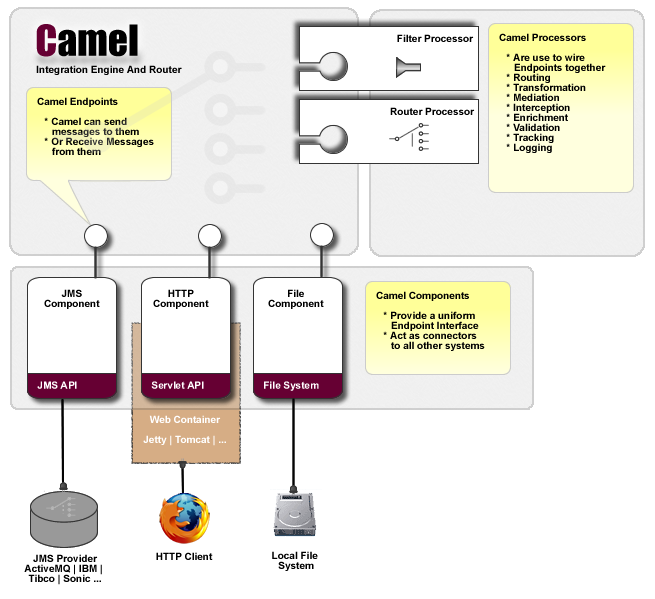 Camel
Integration Engine And Router
Camel Endpoints
* Camel can send
messages to them
* Or Receive Messages
from them
Filter Processor
Router Processor
Camel Processors
* Are use to wire
Endpoints together
* Routing
* Transformation
* Mediation
* Interception
* Enrichment
* Validation
* Tracking
* Logging
JMS
Component
JMS API
HTTP
Component
Servlet API
File
Component
File System
Camel Components
* Provide a uniform
Endpoint Interface
* Act as connectors
to all other systems
Web Container
Jetty | Tomcat | ...
JMS Provider
ActiveMQ | IBM |
Tibco | Sonic ...
HTTP Client
Local File
System